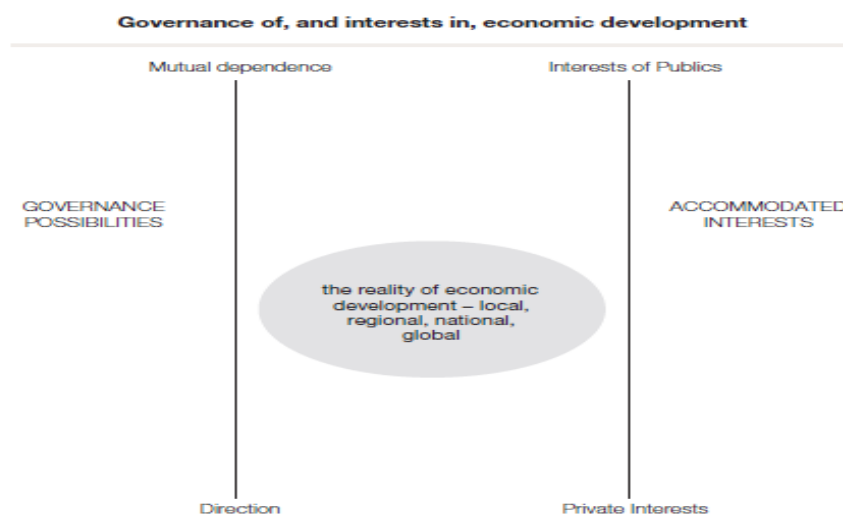 Governance of, and interests in, economic development
Mutual dependence
Interests of Publics
GOVERNANCE
POSSIBILITIES
ACCOMMODATED
INTERESTS
the reality of economic
development – local,
regional, national,
global
Direction
Private Interests